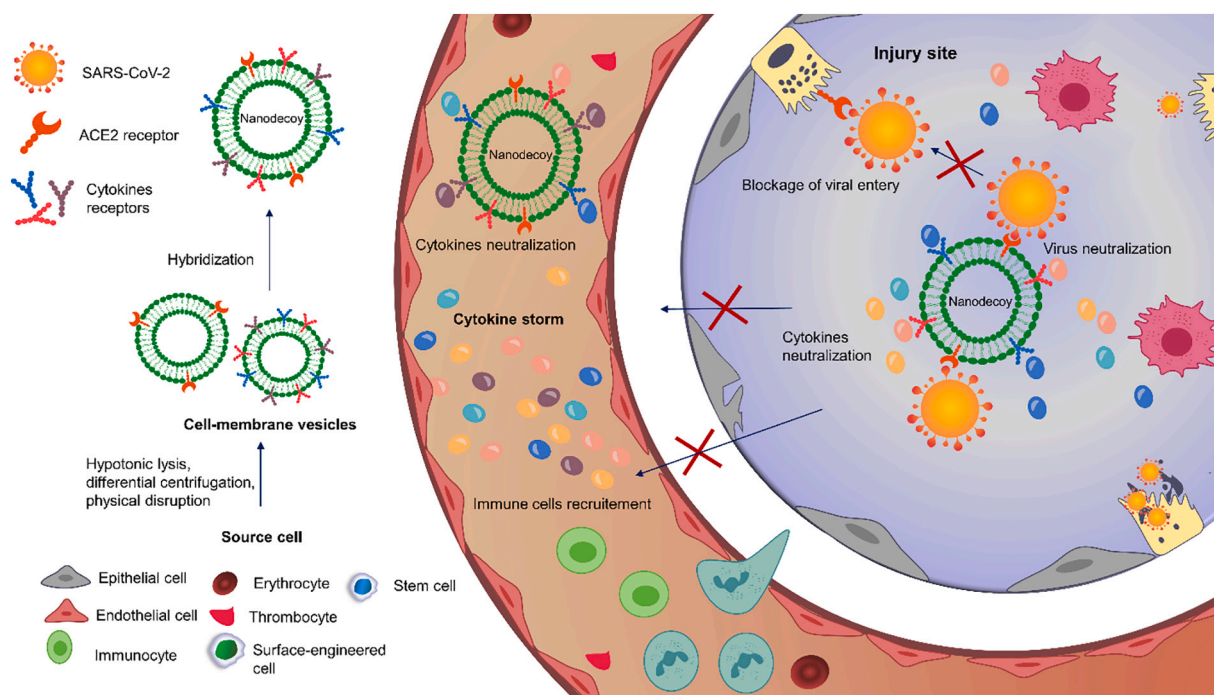 SARS-CoV-2
ACE2 receptor
Cytokines
receptors
Nanodecoy
Hybridization
Cell-membrane vesicles
Hypotonic lysis,
differential centrifugation,
physical disruption
Source cell
Epithelial cell
Erythrocyte
Stem cell
Endothelial cell
Thrombocyte
Immunocyte
Surface-engineered
cell
Nanodecoy
Cytokines neutralization
Cytokine storm
Immune cells recruitement
Injury site
Blockage of viral entery
Virus neutralization
Nanodecoy
Cytokines
neutralization